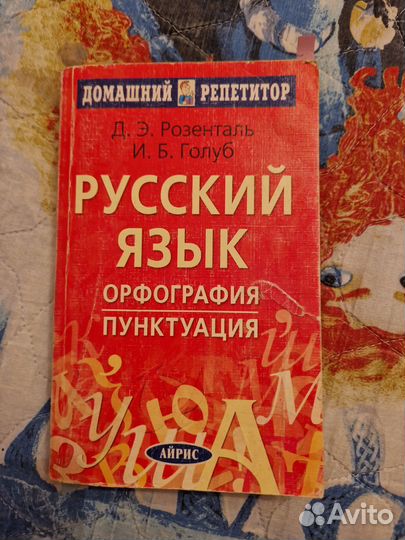 ДОМАШНИЙ РЕПЕТИТОР
Д. Э. Розенталь
И. Б. Голуб
РУССКИЙ
ЯЗЫК
ОРФОГРАФИЯ
ПУНКТУАЦИЯ
АЙРИС
Avito